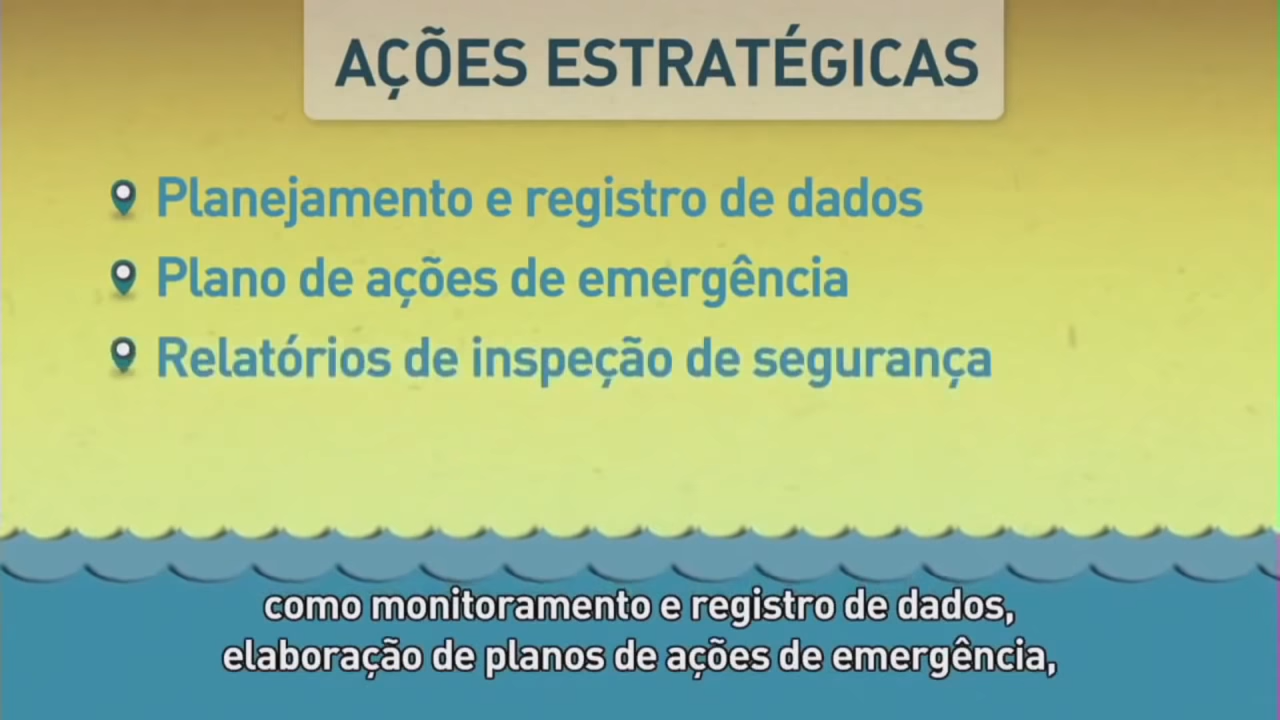 AÇÕES ESTRATÉGICAS
Planejamento e registro de dados
Plano de ações de emergência
Relatórios de inspeção de segurança
como monitoramento e registro de dados,
elaboração de planos de ações de emergência,